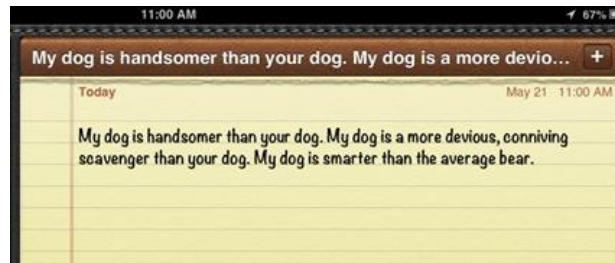 11:00 AM 67%
My dog is handsomer than your dog. My dog is a more devio... +
Today May 21 11:00 AM
My dog is handsomer than your dog. My dog is a more devious, conniving
scavenger than your dog. My dog is smarter than the average bear.